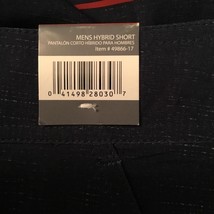 MENS HYBRID SHORT
PANTALÓN CORTO HÍBRIDO PARA HOMBRES
Item # 49866-17
0 41498 28030 7